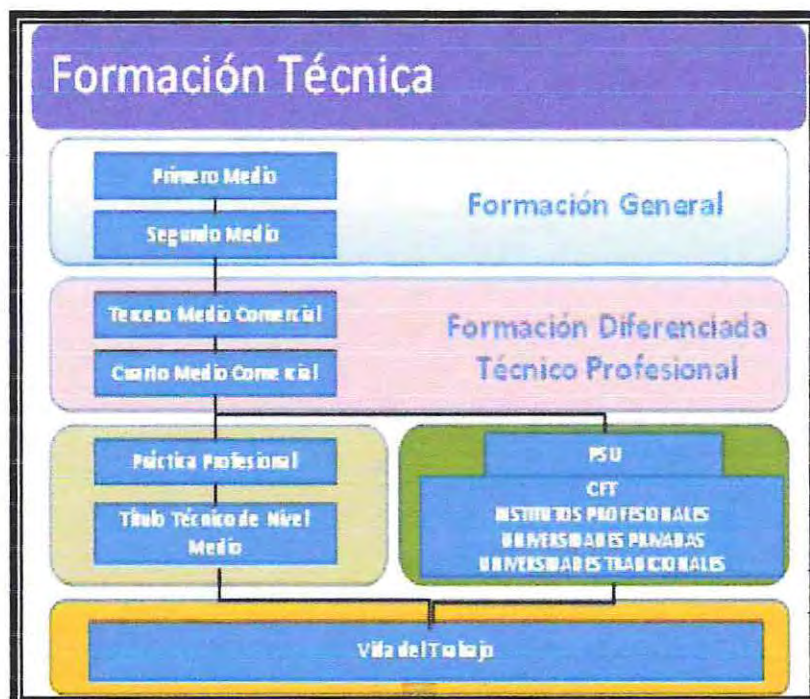 Formación Técnica
Primero Medio
Formación General
Segundo Medio
Tercero Medio Comercial
Formación Diferenciada
Técnico Profesional
Cuarto Medio Comercial
Práctica Profesional
Título Técnico de Nivel
Medio
PSU
CFT
INSTITUTOS PROFESIONALES
UNIVERSIDADES PRIVADAS
UNIVERSIDADES TRADICIONALES
Vida del Trabajo